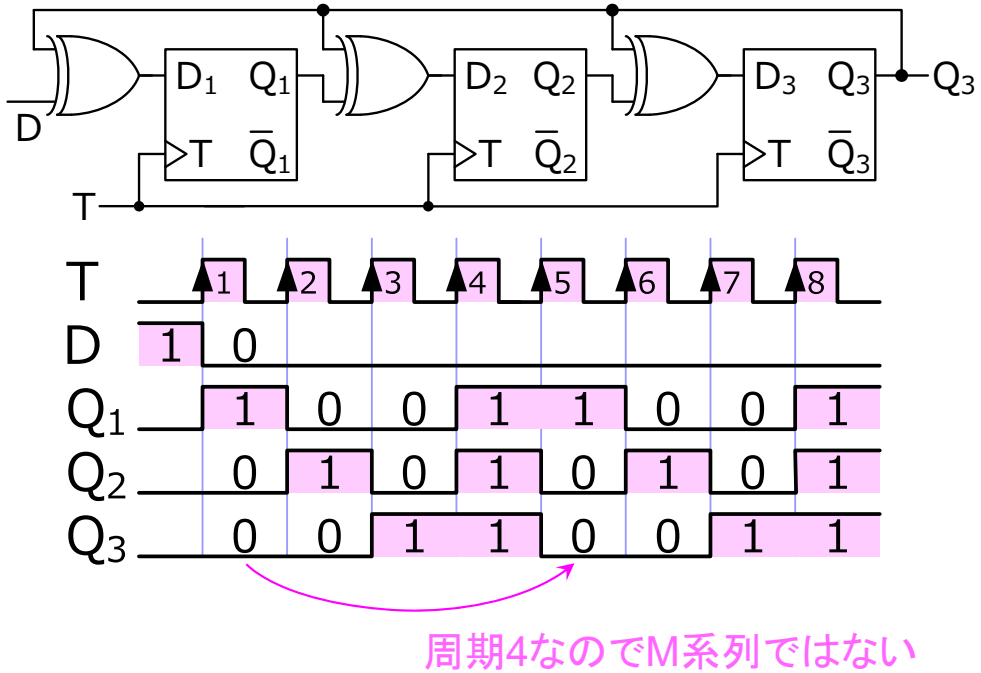 D₁ Q₁ D₂ Q₂ D₃ Q₃ Q₃
D
T Q̅₁ T Q̅₂ T Q̅₃
T
T 1 2 3 4 5 6 7 8
D 1 0
Q₁ 1 0 0 1 1 0 0 1
Q₂ 0 1 0 1 0 1 0 1
Q₃ 0 0 1 1 0 0 1 1
周期4なのでM系列ではない